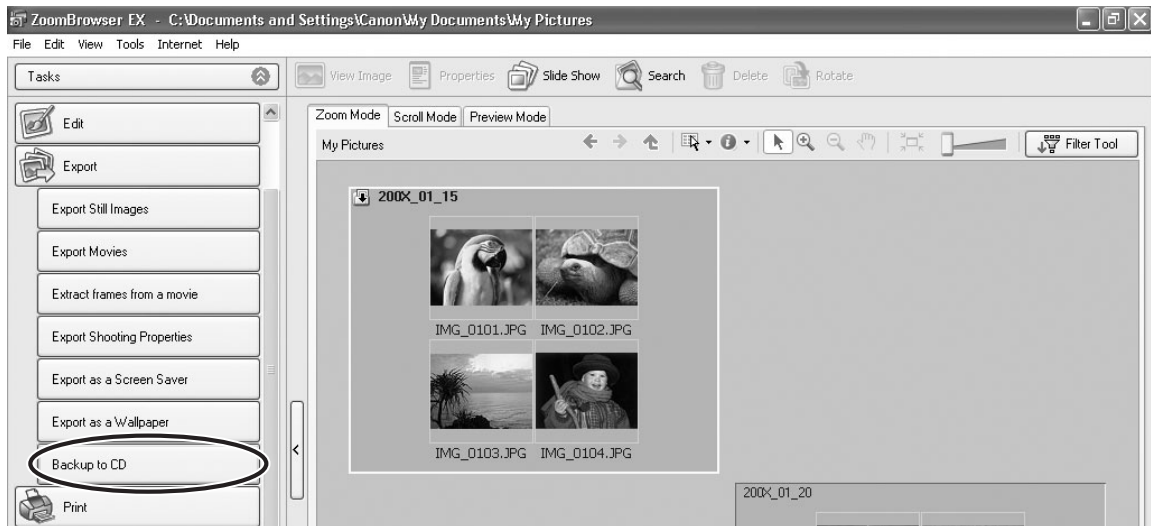 ZoomBrowser EX - C:\Documents and Settings\Canon\My Documents\My Pictures
File Edit View Tools Internet Help
Tasks
View Image Properties Slide Show Search Delete Rotate
Edit
Export
Export Still Images
Export Movies
Extract frames from a movie
Export Shooting Properties
Export as a Screen Saver
Export as a Wallpaper
Backup to CD
Print
Zoom Mode Scroll Mode Preview Mode
My Pictures
Filter Tool
200X_01_15
IMG_0101.JPG IMG_0102.JPG
IMG_0103.JPG IMG_0104.JPG
200X_01_20